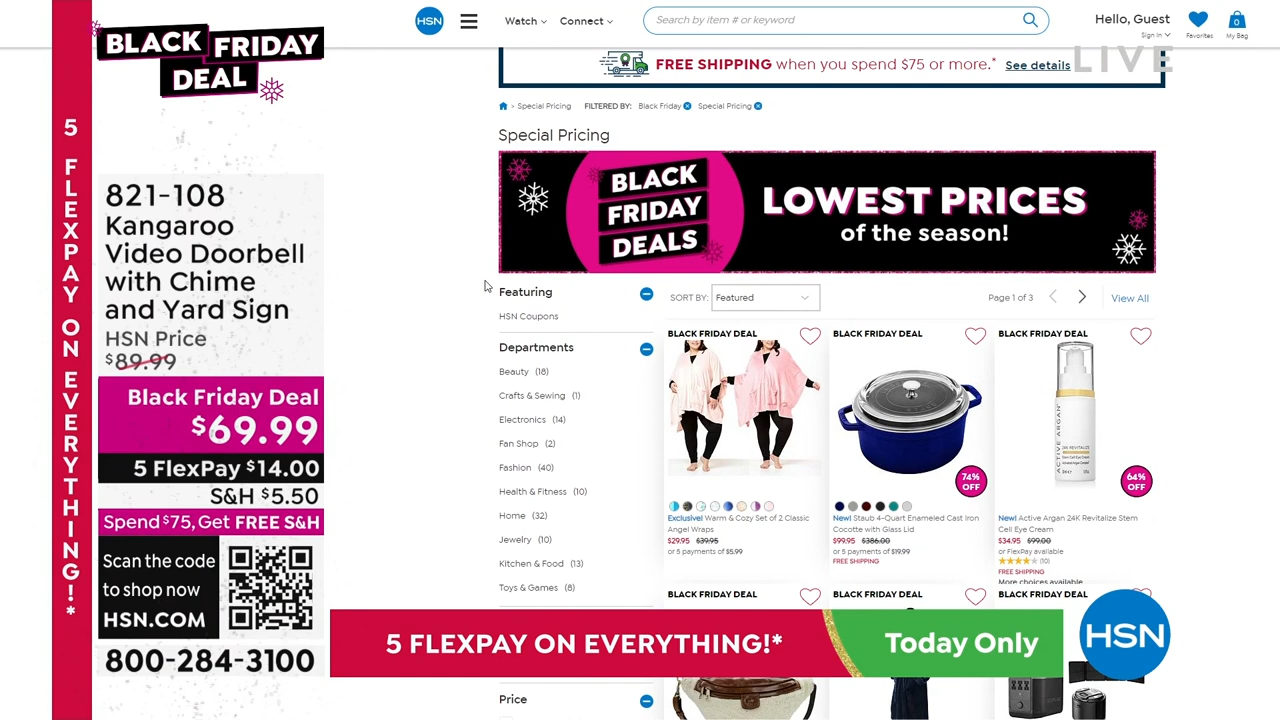 BLACK FRIDAY
DEAL
5 FLEXPAY ON EVERYTHING!*
821-108
Kangaroo
Video Doorbell
with Chime
and Yard Sign
HSN Price
$89.99
Black Friday Deal
$69.99
5 FlexPay $14.00
S&H $5.50
Spend $75, Get FREE S&H
Scan the code
to shop now
HSN.COM
800-284-3100
HSN
Watch
Connect
Search by item # or keyword
Hello, Guest
Sign in
Favorites
0
My Bag
LIVE
FREE SHIPPING when you spend $75 or more.* See details
> Special Pricing FILTERED BY: Black Friday Special Pricing
Special Pricing
BLACK
FRIDAY
DEALS
LOWEST PRICES
of the season!
Featuring
HSN Coupons
Departments
Beauty (18)
Crafts & Sewing (1)
Electronics (14)
Fan Shop (2)
Fashion (40)
Health & Fitness (10)
Home (32)
Jewelry (10)
Kitchen & Food (13)
Toys & Games (8)
Price
SORT BY: Featured
Page 1 of 3
View All
BLACK FRIDAY DEAL
Exclusive! Warm & Cozy Set of 2 Classic
Angel Wraps
$29.95 $39.95
or 5 payments of $5.99
BLACK FRIDAY DEAL
74%
OFF
New! Staub 4-Quart Enameled Cast Iron
Cocotte with Glass Lid
$99.95 $386.00
or 5 payments of $19.99
FREE SHIPPING
BLACK FRIDAY DEAL
ACTIVE ARGAN
64%
OFF
New! Active Argan 24K Revitalize Stem
Cell Eye Cream
$34.95 $99.00
or FlexPay available
(10)
FREE SHIPPING
More choices available
BLACK FRIDAY DEAL
BLACK FRIDAY DEAL
BLACK FRIDAY DEAL
5 FLEXPAY ON EVERYTHING!*
Today Only
HSN